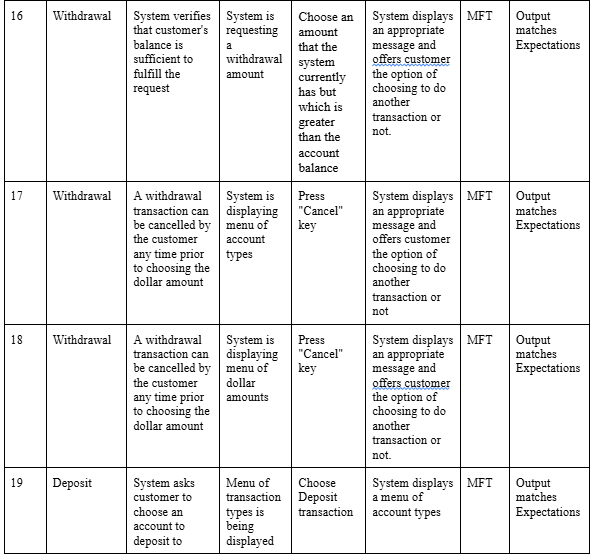 16
Withdrawal
System verifies
that customer's
balance is
sufficient to
fulfill the
request
System is
requesting
a
withdrawal
amount
Choose an
amount
that the
system
currently
has but
which is
greater
than the
account
balance
System displays
an appropriate
message and
offers customer
the option of
choosing to do
another
transaction or
not.
MFT
Output
matches
Expectations
17
Withdrawal
A withdrawal
transaction can
be cancelled by
the customer
any time prior
to choosing the
dollar amount
System is
displaying
menu of
account
types
Press
"Cancel"
key
System displays
an appropriate
message and
offers customer
the option of
choosing to do
another
transaction or
not
MFT
Output
matches
Expectations
18
Withdrawal
A withdrawal
transaction can
be cancelled by
the customer
any time prior
to choosing the
dollar amount
System is
displaying
menu of
dollar
amounts
Press
"Cancel"
key
System displays
an appropriate
message and
offers customer
the option of
choosing to do
another
transaction or
not.
MFT
Output
matches
Expectations
19
Deposit
System asks
customer to
choose an
account to
deposit to
Menu of
transaction
types is
being
displayed
Choose
Deposit
transaction
System displays
a menu of
account types
MFT
Output
matches
Expectations